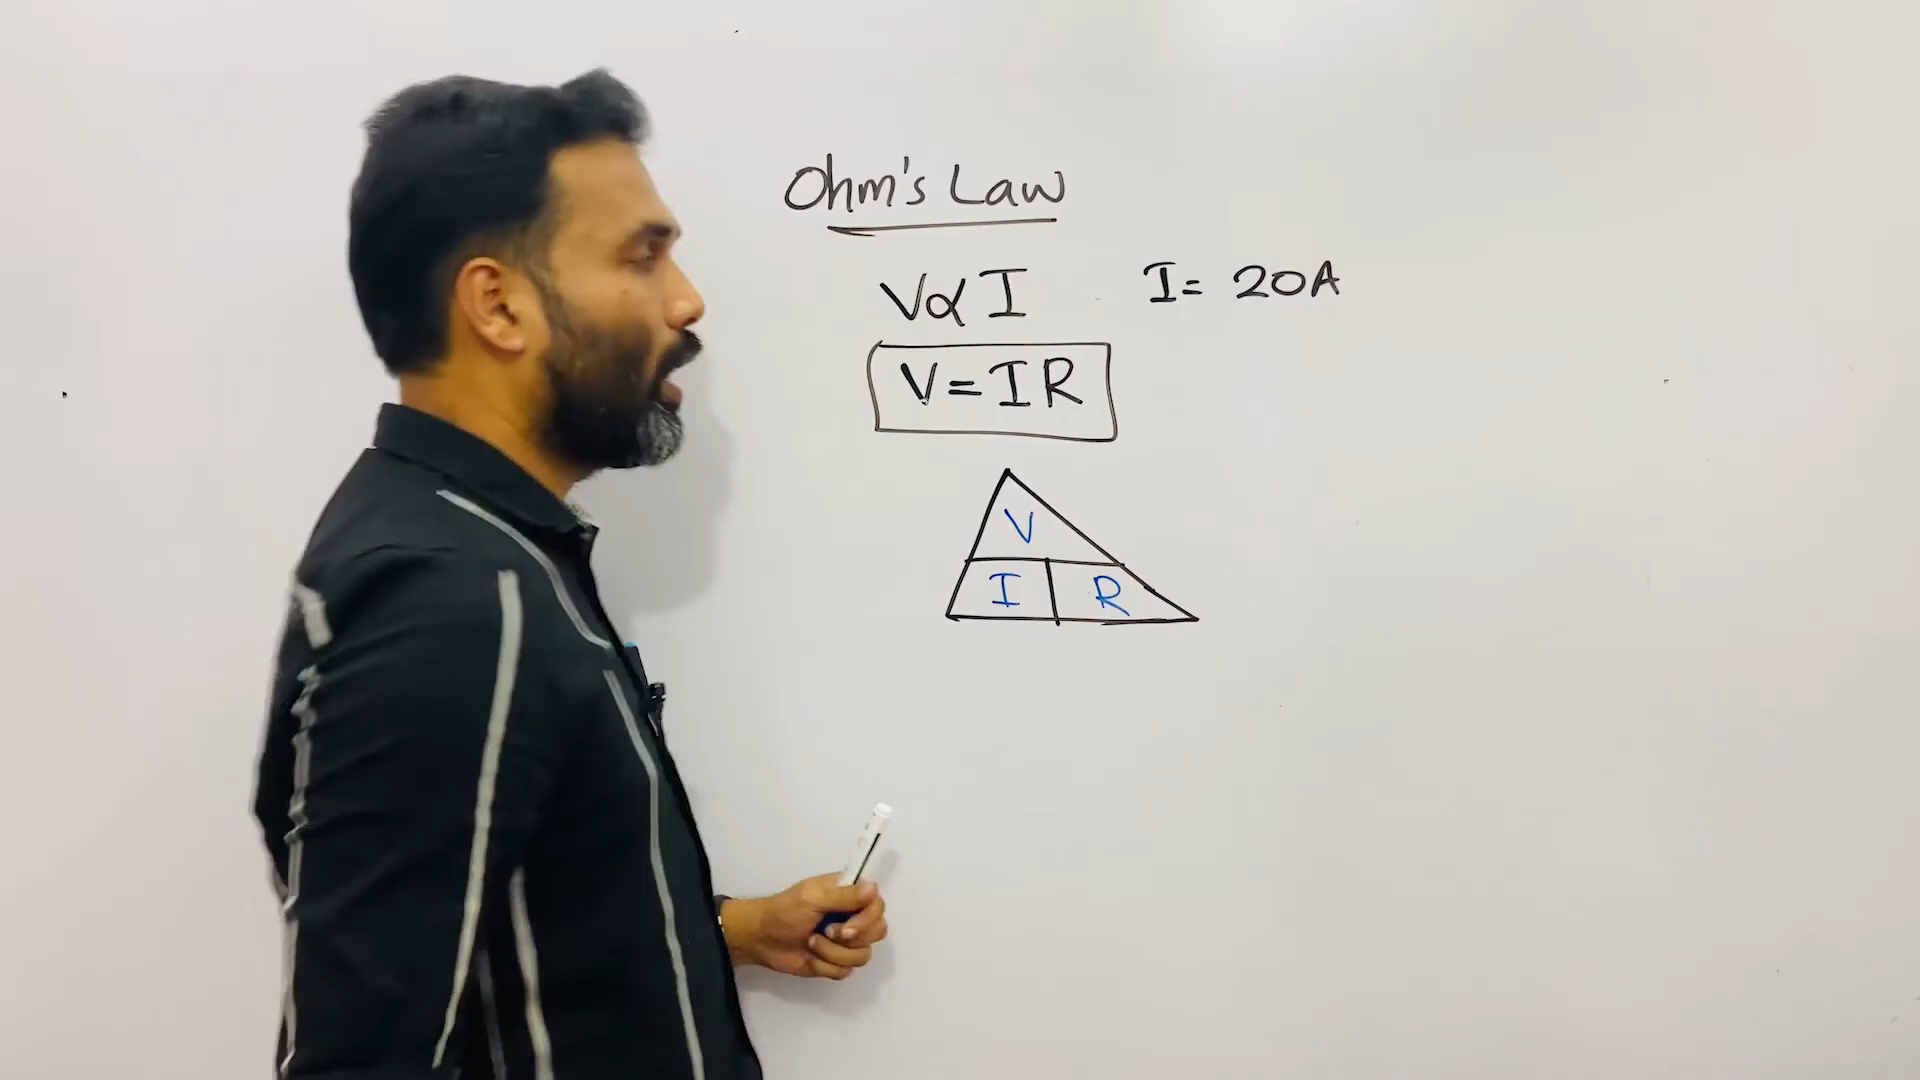 Ohm's Law
V∝I I= 20A
V=IR
V
I R